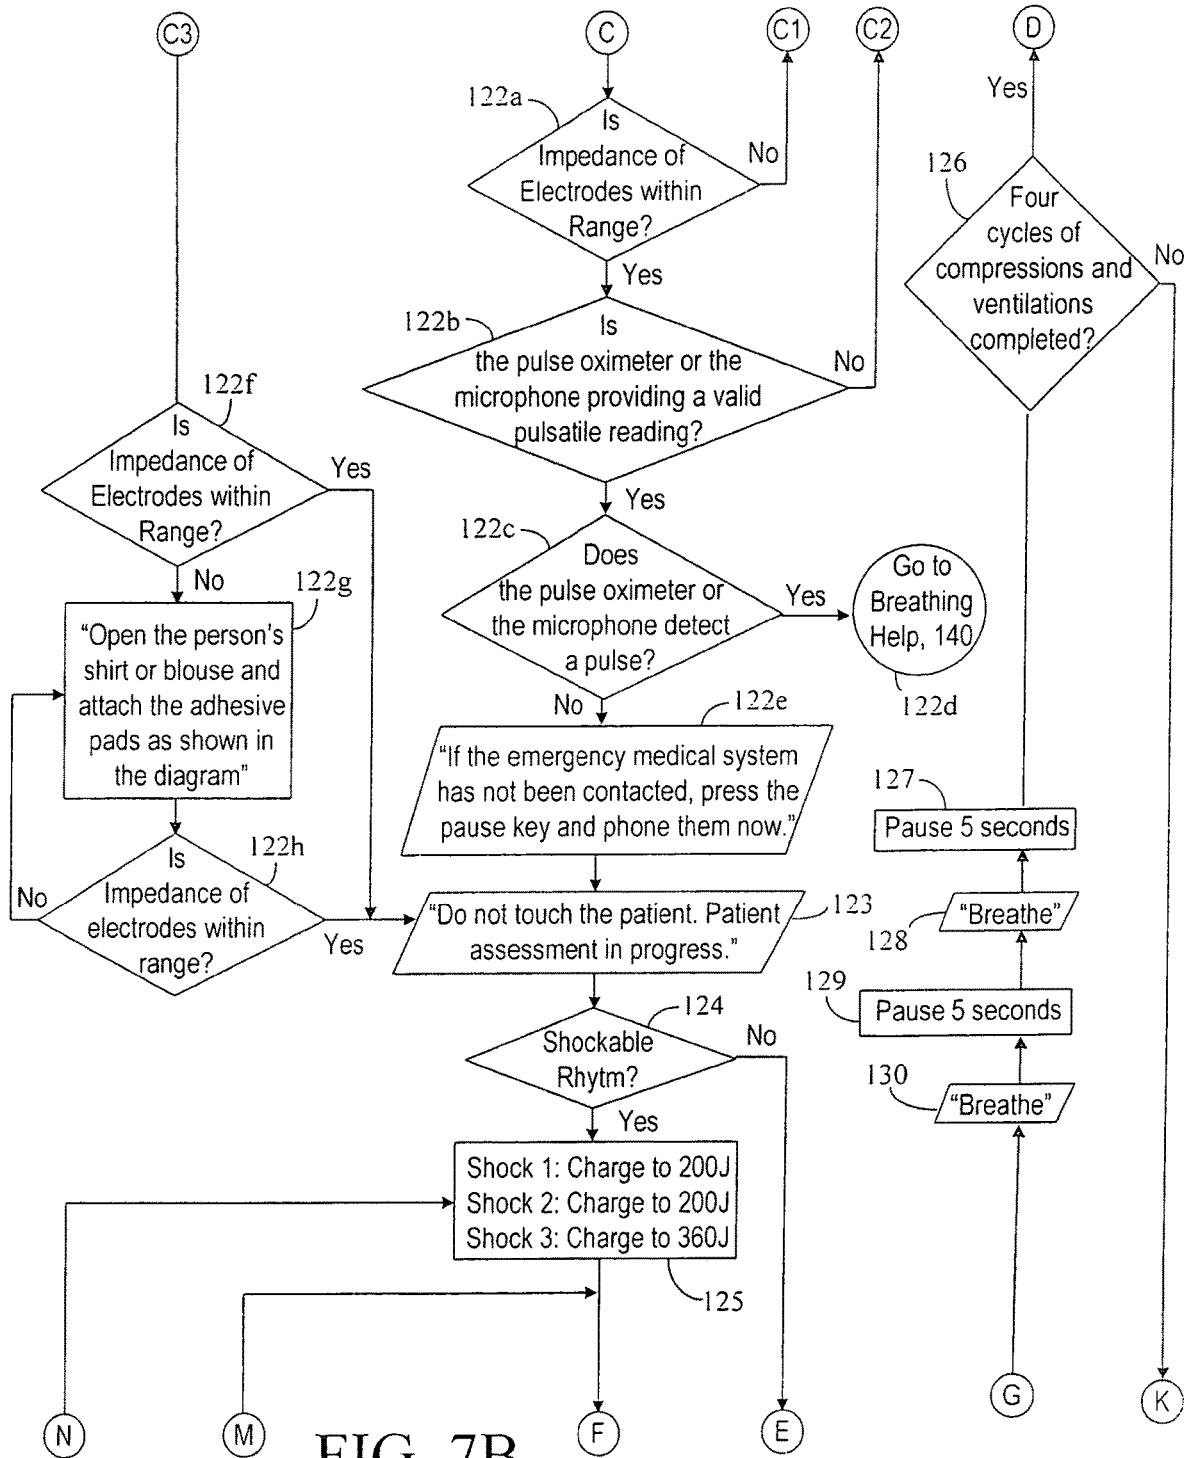 C3
C
C1
C2
D
122a
Is
Impedance of
Electrodes within
Range?
No
Yes
122b
Is
the pulse oximeter or the
microphone providing a valid
pulsatile reading?
No
Yes
122c
Does
the pulse oximeter or
the microphone detect
a pulse?
Yes
Go to
Breathing
Help, 140
122d
No
122e
"If the emergency medical system
has not been contacted, press the
pause key and phone them now."
122f
Is
Impedance of
Electrodes within
Range?
Yes
No
122g
"Open the person's
shirt or blouse and
attach the adhesive
pads as shown in
the diagram"
122h
Is
Impedance of
electrodes within
range?
No
Yes
"Do not touch the patient. Patient
assessment in progress."
123
124
Shockable
Rhytm?
No
Yes
Shock 1: Charge to 200J
Shock 2: Charge to 200J
Shock 3: Charge to 360J
125
Yes
126
Four
cycles of
compressions and
ventilations
completed?
No
127
Pause 5 seconds
"Breathe"
128
129
Pause 5 seconds
130
"Breathe"
N
M
F
E
G
K
FIG. 7B